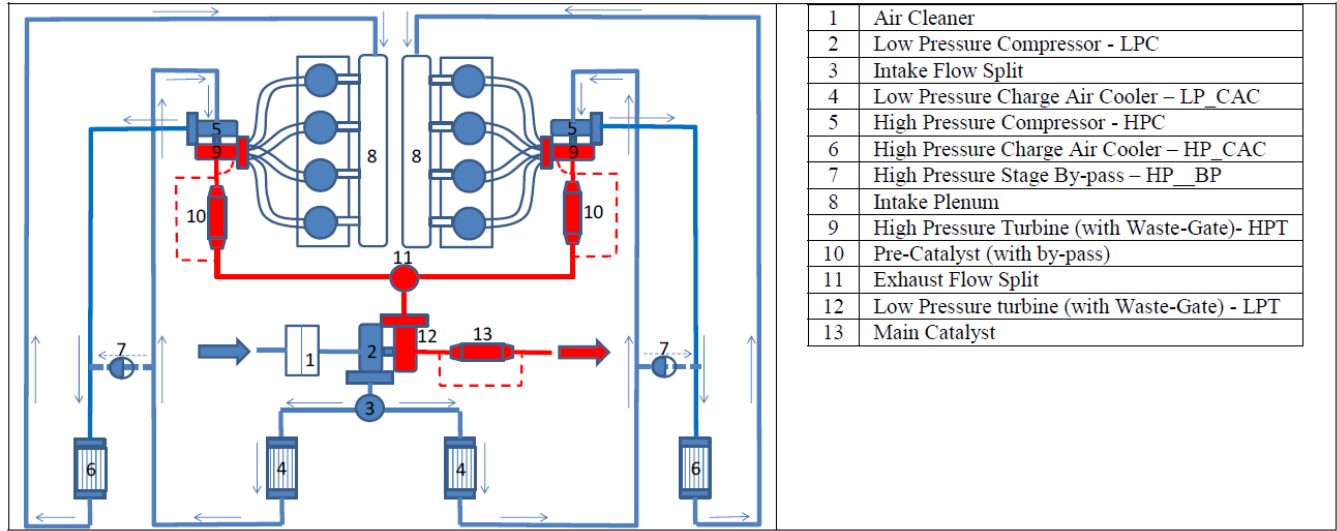 5
9
10
8
8
5
9
10
11
7
1
2
12
13
7
3
6
4
4
6
1 Air Cleaner
2 Low Pressure Compressor - LPC
3 Intake Flow Split
4 Low Pressure Charge Air Cooler – LP_CAC
5 High Pressure Compressor - HPC
6 High Pressure Charge Air Cooler – HP_CAC
7 High Pressure Stage By-pass – HP__BP
8 Intake Plenum
9 High Pressure Turbine (with Waste-Gate)- HPT
10 Pre-Catalyst (with by-pass)
11 Exhaust Flow Split
12 Low Pressure turbine (with Waste-Gate) - LPT
13 Main Catalyst